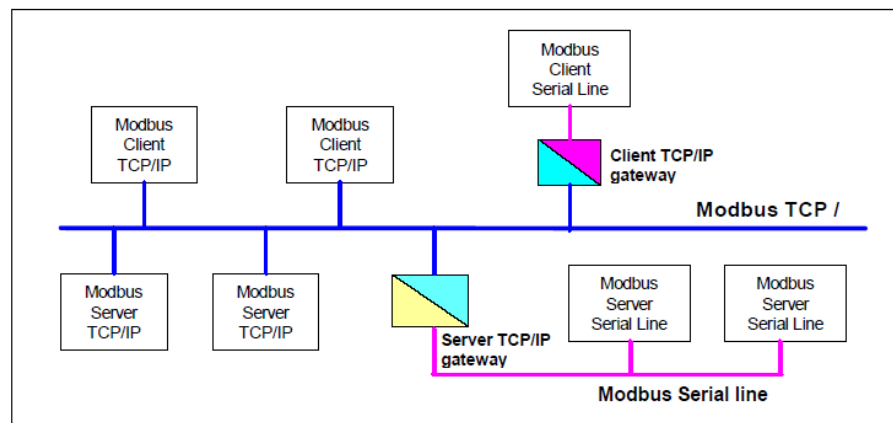 Modbus
Client
Serial Line
Modbus
Client
TCP/IP
Modbus
Client
TCP/IP
Client TCP/IP
gateway
Modbus TCP /
Modbus
Server
TCP/IP
Modbus
Server
TCP/IP
Server TCP/IP
gateway
Modbus
Server
Serial Line
Modbus
Server
Serial Line
Modbus Serial line